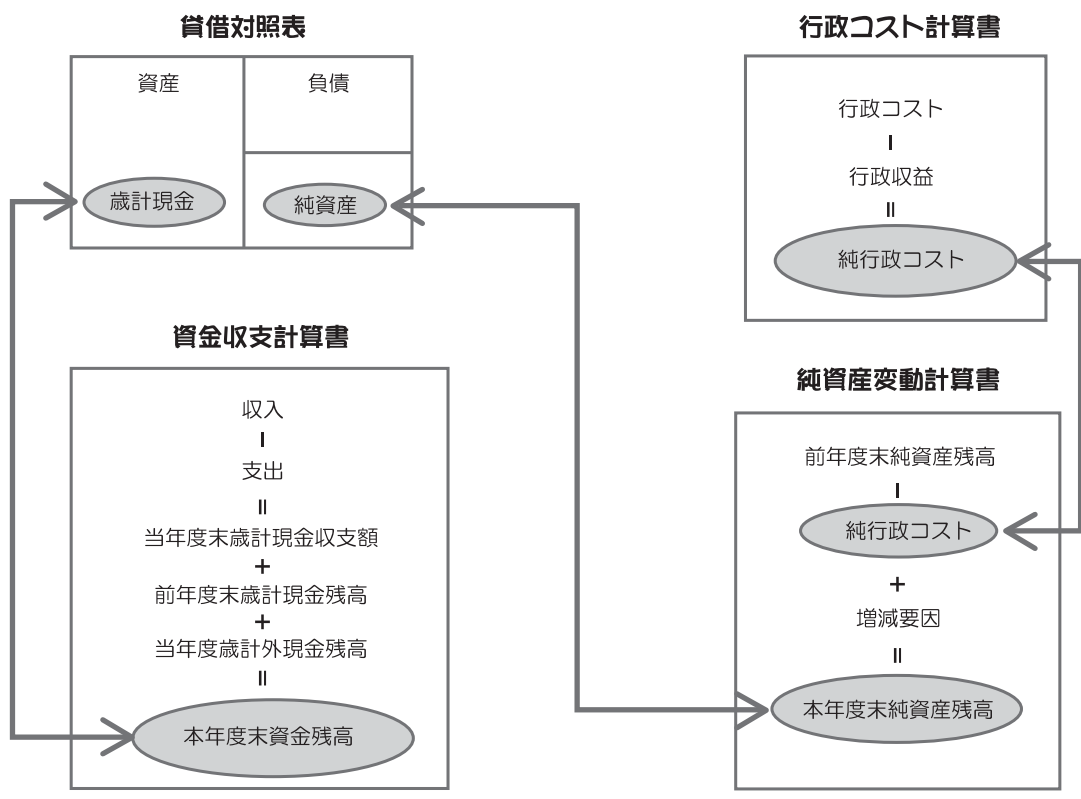 貸借対照表
資産
負債
歳計現金
純資産
資金収支計算書
収入
－
支出
＝
当年度末歳計現金収支額
＋
前年度末歳計現金残高
＋
当年度歳計外現金残高
＝
本年度末資金残高
行政コスト計算書
行政コスト
－
行政収益
＝
純行政コスト
純資産変動計算書
前年度末純資産残高
－
純行政コスト
＋
増減要因
＝
本年度末純資産残高